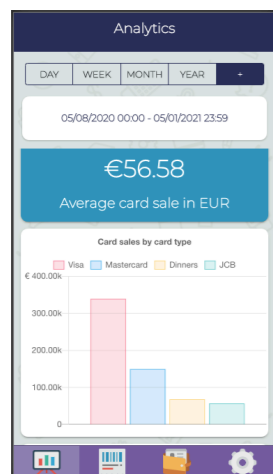 Analytics
DAY WEEK MONTH YEAR +
05/08/2020 00:00 - 05/01/2021 23:59
€56.58
Average card sale in EUR
Card sales by card type
Visa Mastercard Dinners JCB
€ 400.00k
300.00k
200.00k
100.00k
0